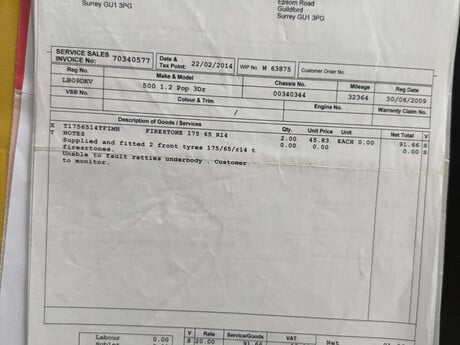 Surrey GU1 3PG
Epsom Road
Guildford
Surrey GU1 3PG
SERVICE SALES INVOICE No: 70340577
Date & Tax Point: 22/02/2014
WIP No. W 63875
Customer Order No.
Reg No. Make & Model Chassis No. Mileage Reg Date
LB09DKV 500 1.2 Pop 3Dr 00340344 32364 30/06/2009
VSB No. Colour & Trim Engine No. Warranty Claim No.
/
Description of Goods / Services Qty. Unit Price Unit Net Total V
T1756514TFIMH FIRESTONE 175 65 R14 2.00 45.83 EACH 0.00 91.66 S
T NOTES 0.00 0.00 0.00 S
Supplied and fitted 2 front tyres 175/65/r14 t
firesrtones.
Unable to fault rattles underbody . Customer
to monitor.
Labour 0.00
V Rate Service/Goods VAT
S 20.00
Net
0.00